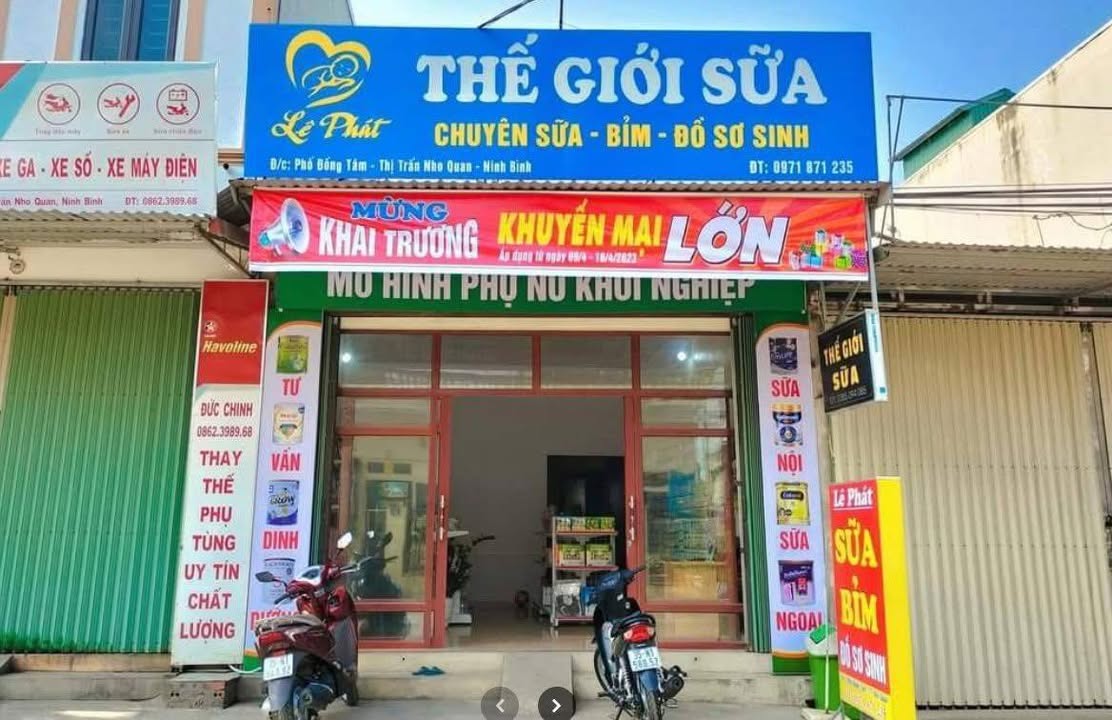 Lê Phát
THẾ GIỚI SỮA
CHUYÊN SỮA - BỈM - ĐỒ SƠ SINH
Đ/c: Phố Đồng Tâm - Thị Trấn Nho Quan - Ninh Bình
ĐT: 0971 871 235
MỪNG
KHAI TRƯƠNG
KHUYẾN MẠI
LỚN
MÔ HÌNH PHỤ NỮ KHỞI NGHIỆP
XE GA - XE SỐ - XE MÁY ĐIỆN
Nho Quan, Ninh Bình
ĐT: 0862.3989.68
Havoline
ĐỨC CHINH
0862.3989.68
THAY
THẾ
PHỤ
TÙNG
UY TÍN
CHẤT
LƯỢNG
TƯ
VẤN
DINH
DƯỠNG
SỮA
NỘI
SỮA
NGOẠI
THẾ GIỚI
SỮA
Lê Phát
SỮA
BỈM
ĐỒ SƠ SINH